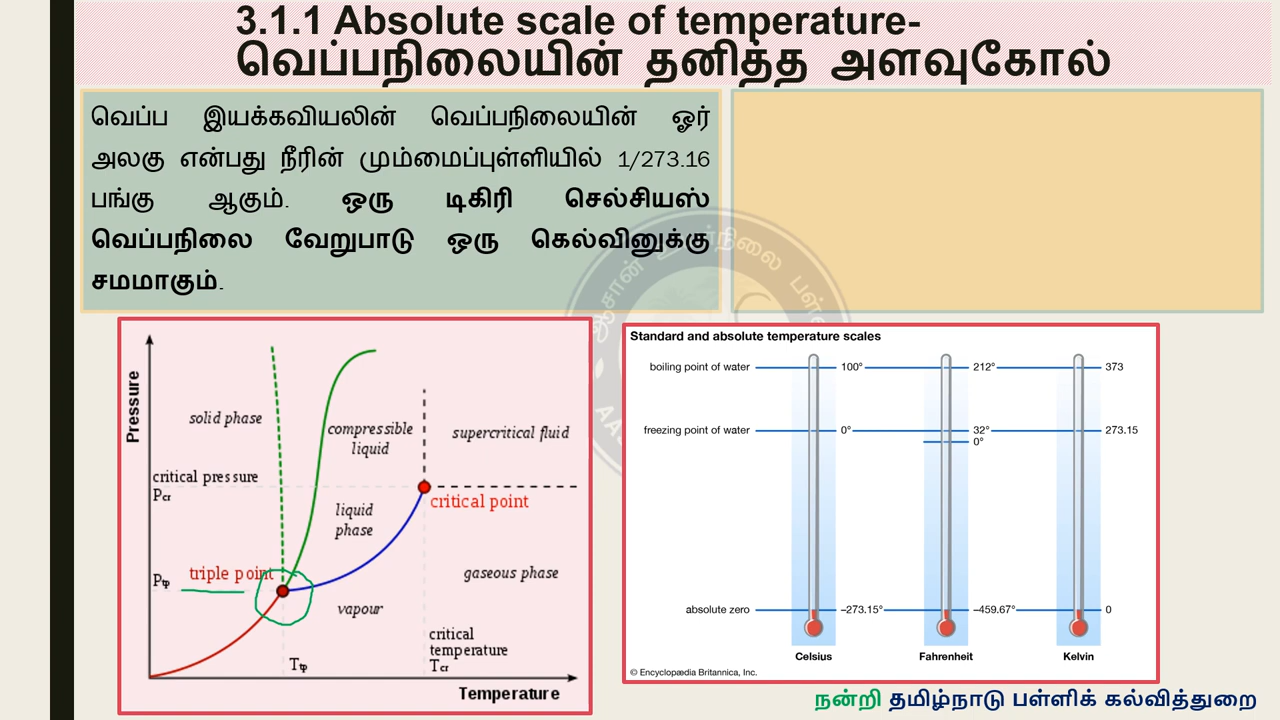 3.1.1 Absolute scale of temperature-
வெப்பநிலையின் தனித்த அளவுகோல்
வெப்ப இயக்கவியலின் வெப்பநிலையின் ஓர்
அலகு என்பது நீரின் மும்மைப்புள்ளியில் 1/273.16
பங்கு ஆகும். ஒரு டிகிரி செல்சியஸ்
வெப்பநிலை வேறுபாடு ஒரு கெல்வினுக்கு
சமமாகும்.
Pressure
solid phase
compressible
liquid
supercritical fluid
critical pressure
Pcr
critical point
liquid
phase
Ptp
triple point
gaseous phase
vapour
critical
temperature
Tcr
Ttp
Temperature
Standard and absolute temperature scales
boiling point of water 100° 212° 373
freezing point of water 0° 32° 273.15
0°
absolute zero –273.15° –459.67° 0
Celsius Fahrenheit Kelvin
© Encyclopædia Britannica, Inc.
நன்றி தமிழ்நாடு பள்ளிக் கல்வித்துறை